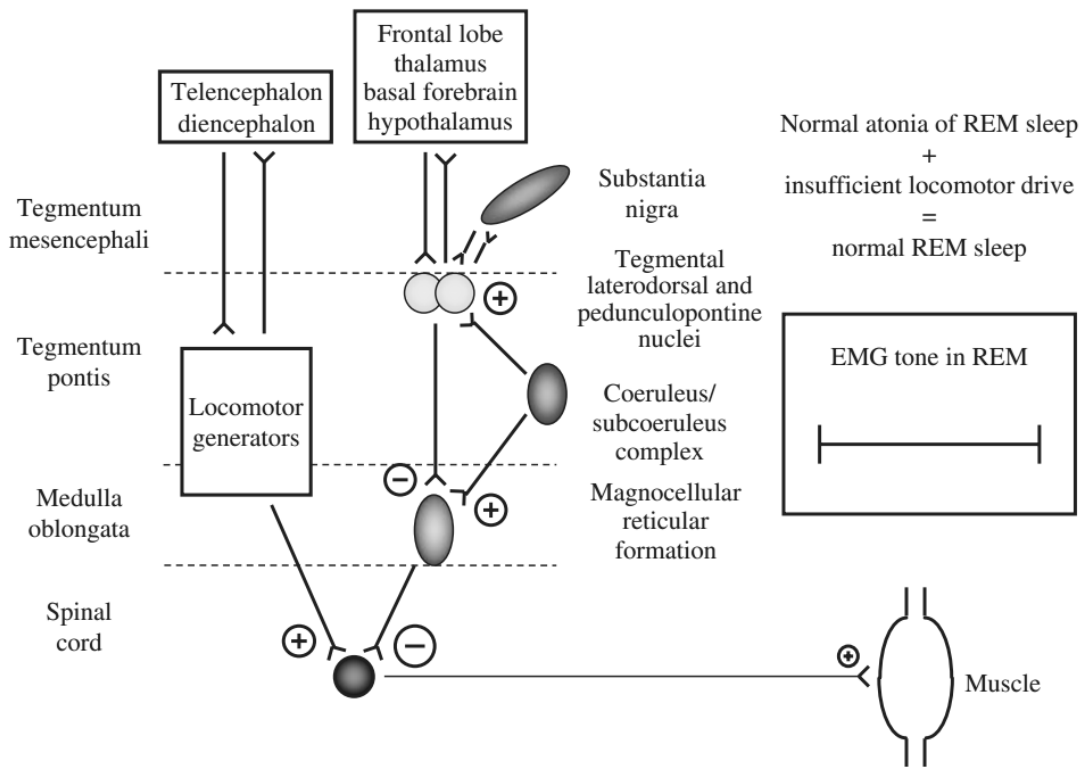 Frontal lobe
thalamus
basal forebrain
hypothalamus
Telencephalon
diencephalon
Normal atonia of REM sleep
+
insufficient locomotor drive
=
normal REM sleep
Substantia
nigra
Tegmentum
mesencephali
Tegmental
laterodorsal and
pedunculopontine
nuclei
+
Tegmentum
pontis
EMG tone in REM
Locomotor
generators
Coeruleus/
subcoeruleus
complex
−
+
Medulla
oblongata
Magnocellular
reticular
formation
Spinal
cord
+
−
+
Muscle